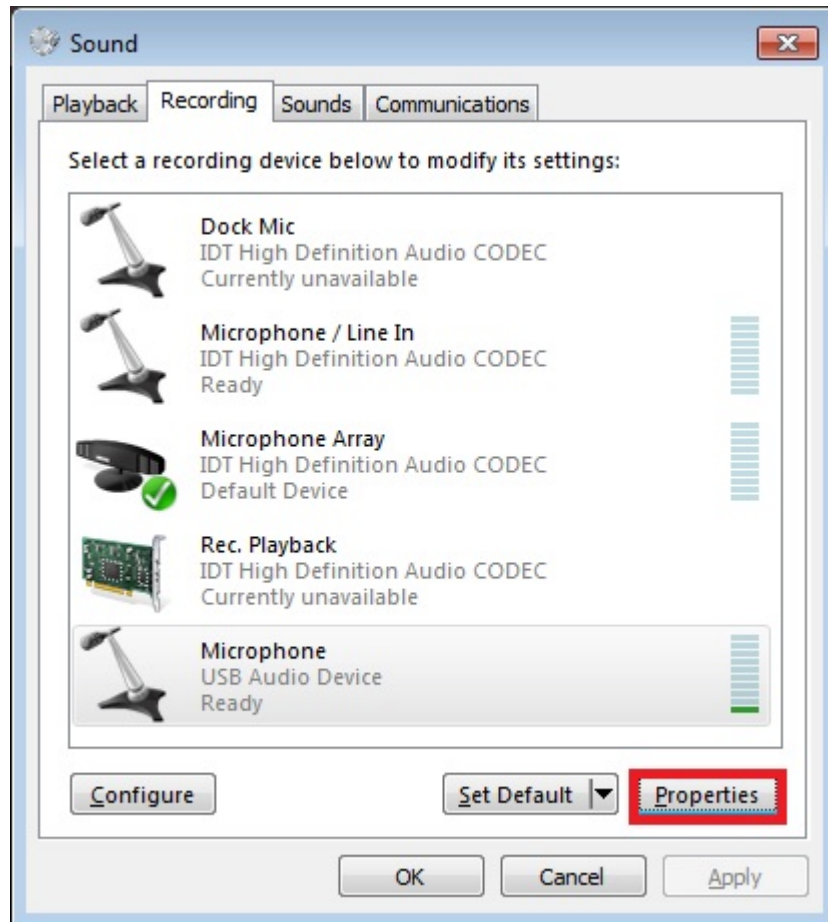 Sound
Playback Recording Sounds Communications
Select a recording device below to modify its settings:
Dock Mic
IDT High Definition Audio CODEC
Currently unavailable
Microphone / Line In
IDT High Definition Audio CODEC
Ready
Microphone Array
IDT High Definition Audio CODEC
Default Device
Rec. Playback
IDT High Definition Audio CODEC
Currently unavailable
Microphone
USB Audio Device
Ready
Configure Set Default Properties
OK Cancel Apply